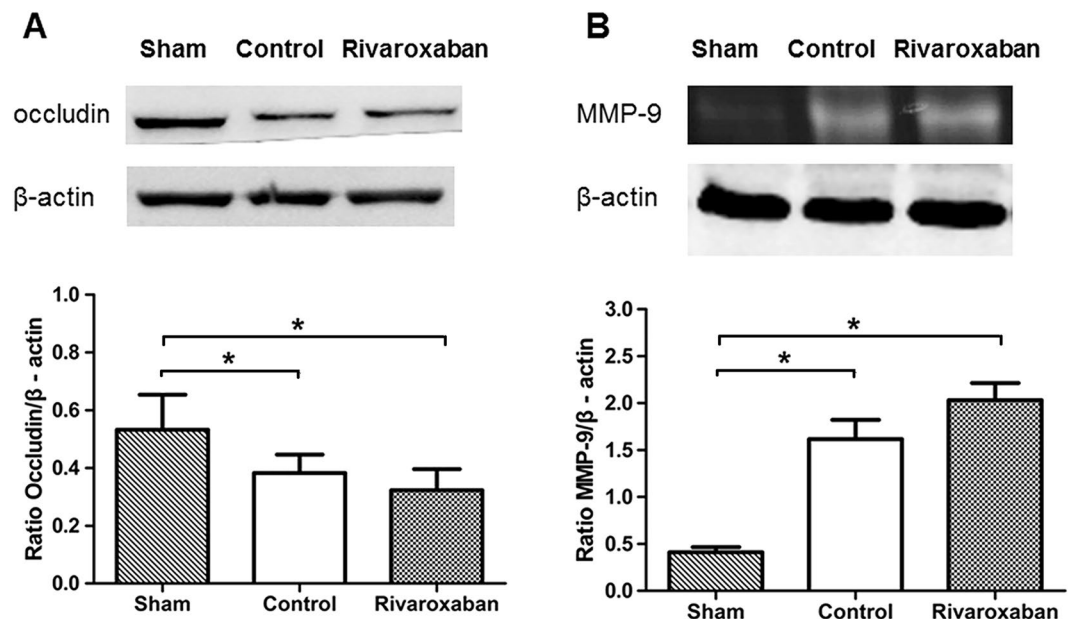 A
Sham Control Rivaroxaban
occludin
β-actin
Ratio Occludin/β - actin
1.0
0.8
0.6
0.4
0.2
0.0
*
*
Sham Control Rivaroxaban
B
Sham Control Rivaroxaban
MMP-9
β-actin
Ratio MMP-9/β - actin
3.0
2.5
2.0
1.5
1.0
0.5
0.0
*
*
Sham Control Rivaroxaban